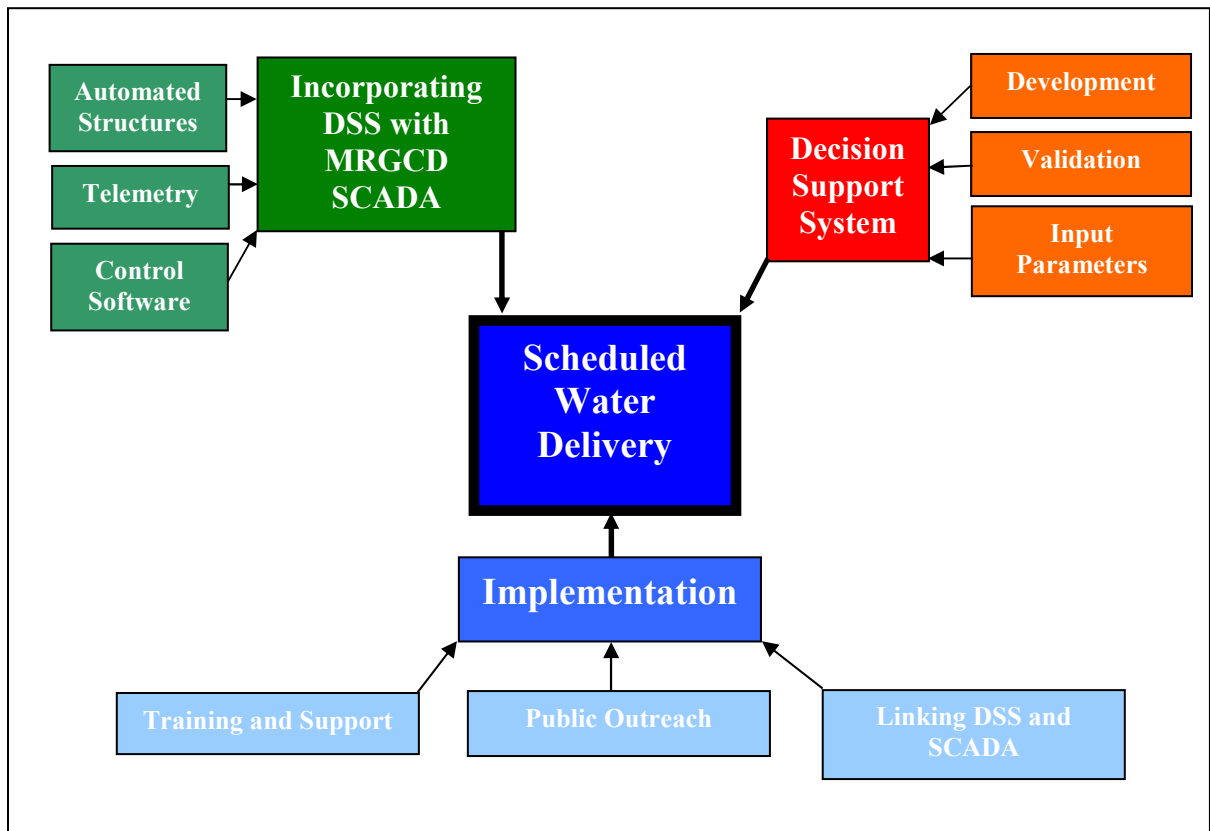 Automated
Structures
Telemetry
Control
Software
Incorporating
DSS with
MRGCD
SCADA
Decision
Support
System
Development
Validation
Input
Parameters
Scheduled
Water
Delivery
Implementation
Training and Support
Public Outreach
Linking DSS and
SCADA